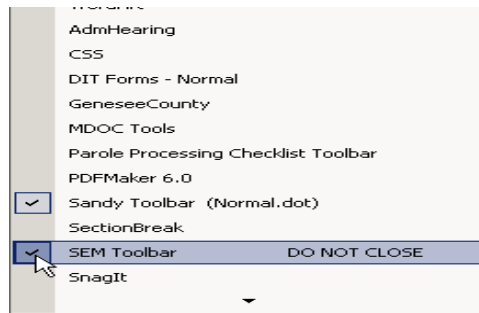 AdmHearing
CSS
DIT Forms - Normal
GeneseeCounty
MDOC Tools
Parole Processing Checklist Toolbar
PDFMaker 6.0
Sandy Toolbar (Normal.dot)
SectionBreak
SEM Toolbar DO NOT CLOSE
SnagIt